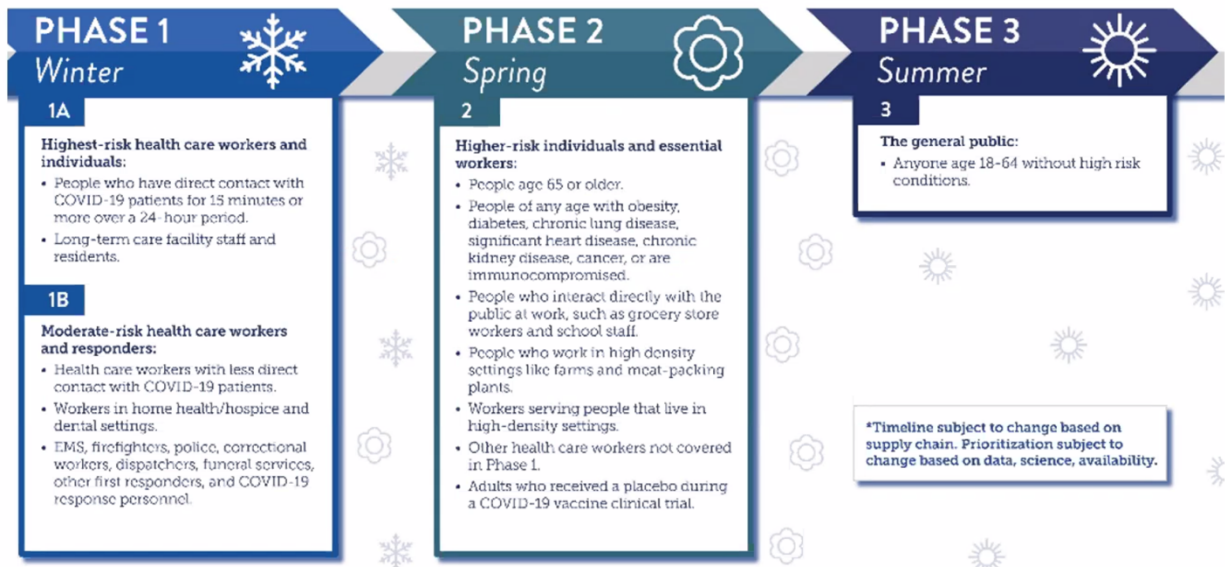 PHASE 1
Winter
1A
Highest-risk health care workers and
individuals:
• People who have direct contact with
COVID-19 patients for 15 minutes or
more over a 24-hour period.
• Long-term care facility staff and
residents.
1B
Moderate-risk health care workers
and responders:
• Health care workers with less direct
contact with COVID-19 patients.
• Workers in home health/hospice and
dental settings.
• EMS, firefighters, police, correctional
workers, dispatchers, funeral services,
other first responders, and COVID-19
response personnel.
PHASE 2
Spring
2
Higher-risk individuals and essential
workers:
• People age 65 or older.
• People of any age with obesity,
diabetes, chronic lung disease,
significant heart disease, chronic
kidney disease, cancer, or are
immunocompromised.
• People who interact directly with the
public at work, such as grocery store
workers and school staff.
• People who work in high density
settings like farms and meat-packing
plants.
• Workers serving people that live in
high-density settings.
• Other health care workers not covered
in Phase 1.
• Adults who received a placebo during
a COVID-19 vaccine clinical trial.
PHASE 3
Summer
3
The general public:
• Anyone age 18-64 without high risk
conditions.
*Timeline subject to change based on
supply chain. Prioritization subject to
change based on data, science, availability.